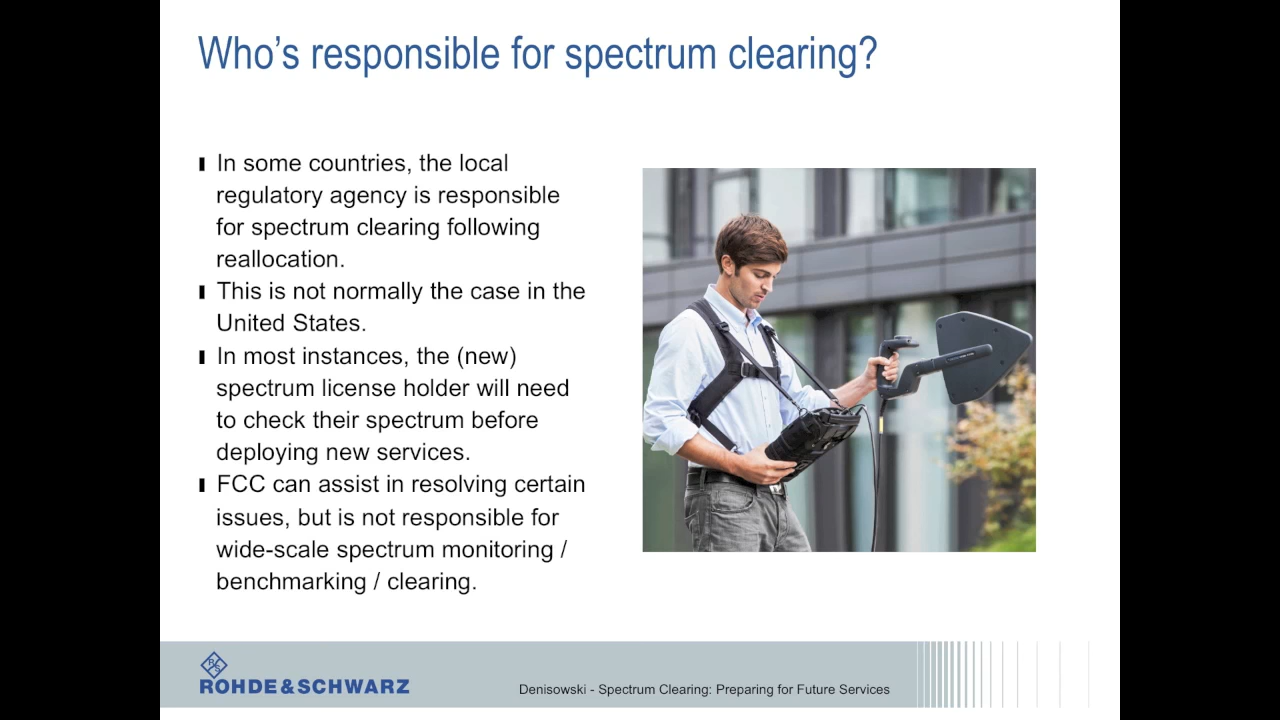 Who's responsible for spectrum clearing?
In some countries, the local
regulatory agency is responsible
for spectrum clearing following
reallocation.
This is not normally the case in the
United States.
In most instances, the (new)
spectrum license holder will need
to check their spectrum before
deploying new services.
FCC can assist in resolving certain
issues, but is not responsible for
wide-scale spectrum monitoring /
benchmarking / clearing.
R S
ROHDE & SCHWARZ
Denisowski - Spectrum Clearing: Preparing for Future Services